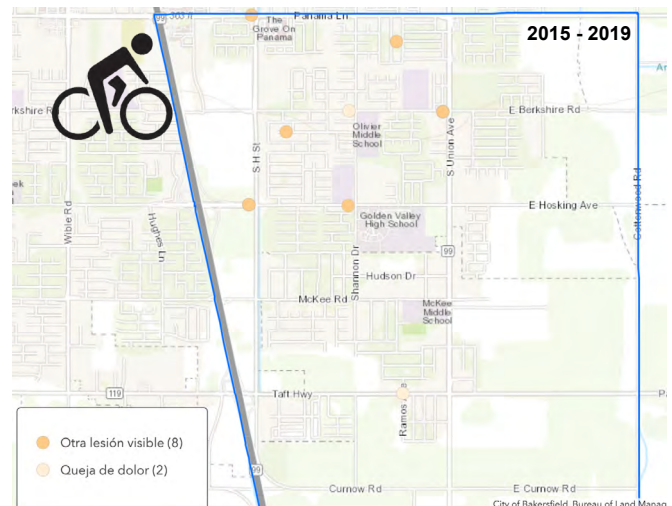 99
Panama Ln
The
Grove On
Panama
2015 - 2019
E Berkshire Rd
Olivier
Middle
School
S H St
S Union Ave
Cottonwood Rd
Wible Rd
Hughes Ln
E Hosking Ave
Golden Valley
High School
99
Shannon Dr
Hudson Dr
McKee Rd
McKee
Middle
School
119
Taft Hwy
Ramos
Otra lesión visible (8)
Queja de dolor (2)
99
Curnow Rd
E Curnow Rd
City of Bakersfield, Bureau of Land Manag